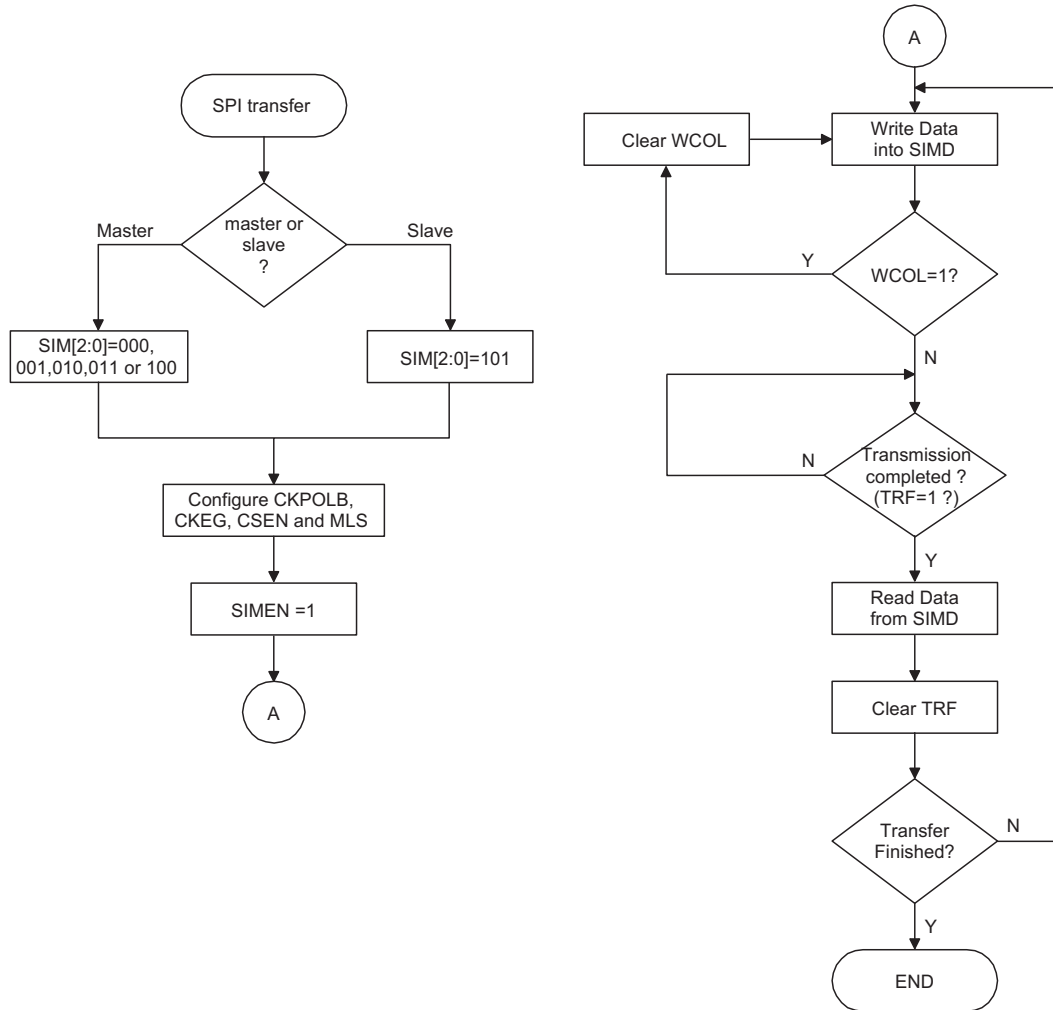 SPI transfer
master or
slave
?
Master
Slave
SIM[2:0]=000,
001,010,011 or 100
SIM[2:0]=101
Configure CKPOLB,
CKEG, CSEN and MLS
SIMEN =1
A
A
Clear WCOL
Write Data
into SIMD
Y
WCOL=1?
N
N
Transmission
completed ?
(TRF=1 ?)
Y
Read Data
from SIMD
Clear TRF
Transfer
Finished?
N
Y
END